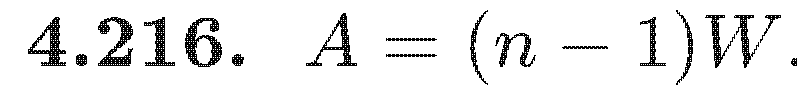 4.216. A = (n − 1)W.